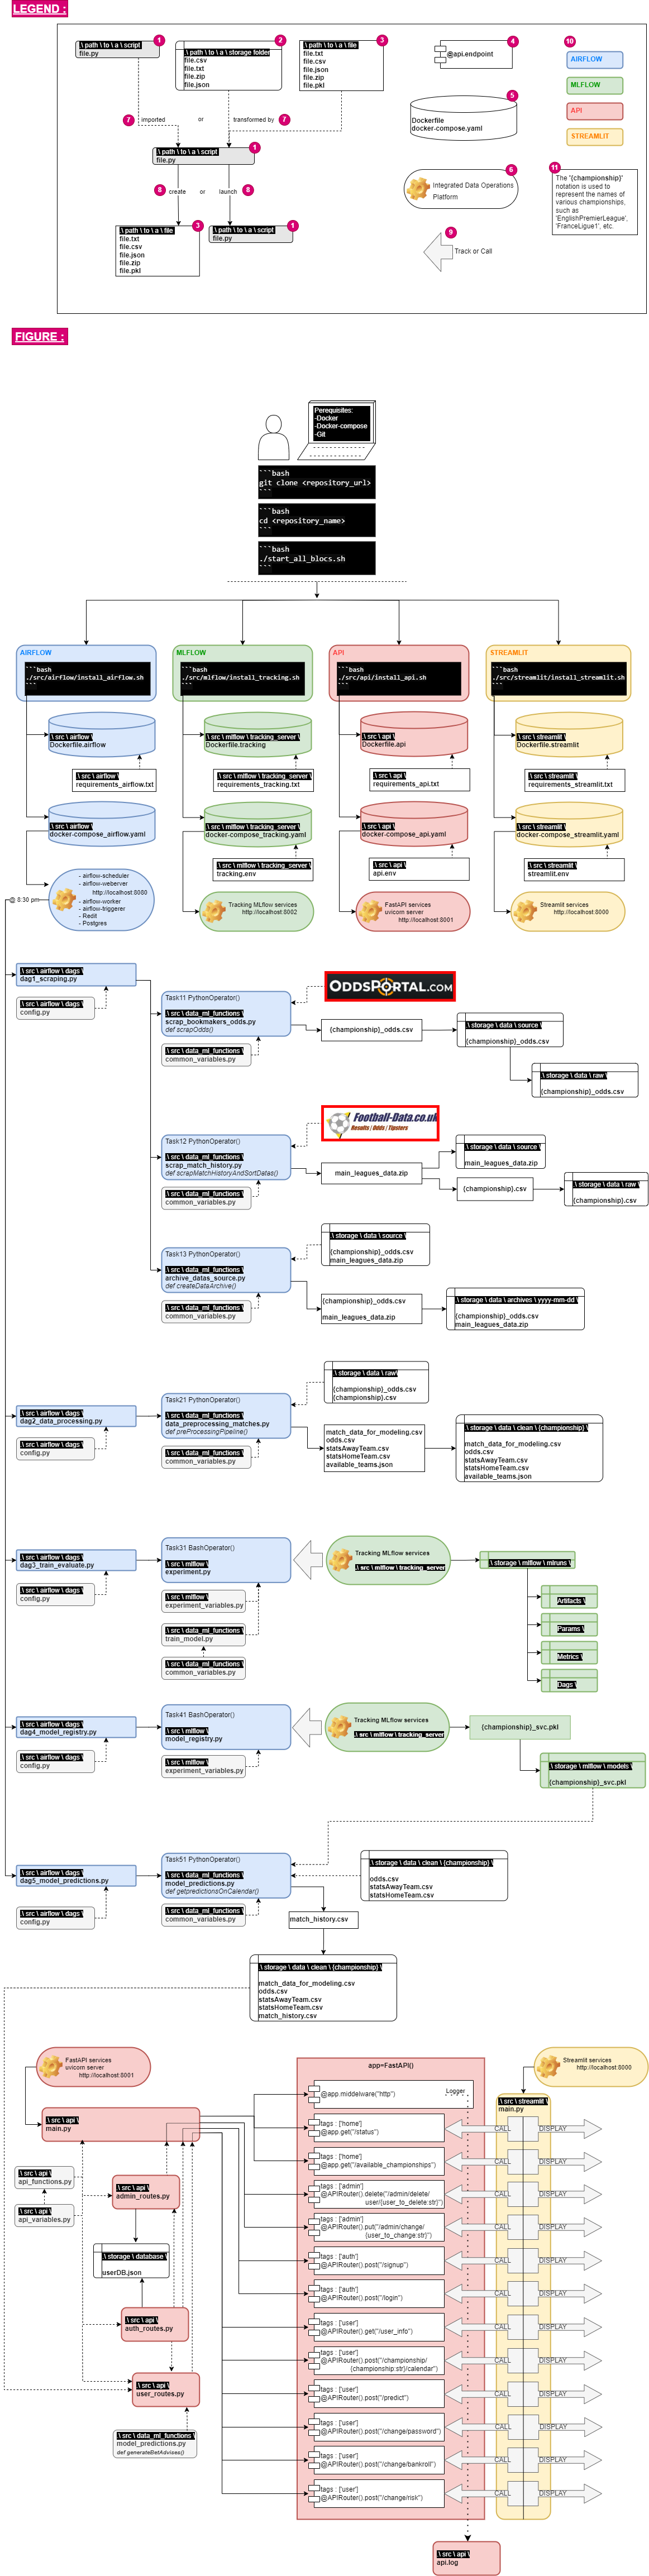 LEGEND :
1
\ path \ to \ a \ script
file.py
2
\ path \ to \ a \ storage folder
file.csv
file.txt
file.zip
file.json
3
\ path \ to \ a \ file
file.txt
file.csv
file.json
file.zip
file.pkl
4
@api.endpoint
10
AIRFLOW
MLFLOW
API
STREAMLIT
5
Dockerfile
docker-compose.yaml
7
imported
or
transformed by
7
1
\ path \ to \ a \ script
file.py
6
Integrated Data Operations
Platform
11
The '{championship}'
notation is used to
represent the names of
various championships,
such as
'EnglishPremierLeague',
'FranceLigue1', etc.
8
create
or
launch
8
3
\ path \ to \ a \ file
file.txt
file.csv
file.json
file.zip
file.pkl
1
\ path \ to \ a \ script
file.py
9
Track or Call
FIGURE :
Perequisites:
-Docker
-Docker-compose
-Git
```bash
git clone <repository_url>
```
```bash
cd <repository_name>
```
```bash
./start_all_blocs.sh
```
AIRFLOW
```bash
./src/airflow/install_airflow.sh
```
.\ src \ airflow \
Dockerfile.airflow
.\ src \ airflow \
requirements_airflow.txt
.\ src \ airflow \
docker-compose_airflow.yaml
- airflow-scheduler
- airflow-weberver
http://localhost:8080
- airflow-worker
- airflow-triggerer
- Redit
- Postgres
MLFLOW
```bash
./src/mlflow/install_tracking.sh
```
.\ src \ mlflow \ tracking_server \
Dockerfile.tracking
.\ src \ mlflow \ tracking_server \
requirements_tracking.txt
.\ src \ mlflow \ tracking_server \
docker-compose_tracking.yaml
.\ src \ mlflow \ tracking_server \
tracking.env
Tracking MLflow services
http://localhost:8002
API
```bash
./src/api/install_api.sh
```
.\ src \ api \
Dockerfile.api
.\ src \ api \
requirements_api.txt
.\ src \ api \
docker-compose_api.yaml
.\ src \ api \
api.env
FastAPI services
uvicorn server
http://localhost:8001
STREAMLIT
```bash
./src/streamlit/install_streamlit.sh
```
.\ src \ streamlit \
Dockerfile.streamlit
.\ src \ streamlit \
requirements_streamlit.txt
.\ src \ streamlit \
docker-compose_streamlit.yaml
.\ src \ streamlit \
streamlit.env
Streamlit services
http://localhost:8000
@ 8:30 pm
.\ src \ airflow \ dags \
dag1_scraping.py
.\ src \ airflow \ dags \
config.py
Task11 PythonOperator()
.\ src \ data_ml_functions \
scrap_bookmakers_odds.py
def scrapOdds()
.\ src \ data_ml_functions \
common_variables.py
ODDSPORTAL.COM
{championship}_odds.csv
.\ storage \ data \ source \
{championship}_odds.csv
.\ storage \ data \ raw \
{championship}_odds.csv
Task12 PythonOperator()
.\ src \ data_ml_functions \
scrap_match_history.py
def scrapMatchHistoryAndSortDatas()
.\ src \ data_ml_functions \
common_variables.py
Football-Data.co.uk
Results | Odds | Tipsters
main_leagues_data.zip
.\ storage \ data \ source \
main_leagues_data.zip
{championship}.csv
.\ storage \ data \ raw \
{championship}.csv
Task13 PythonOperator()
.\ src \ data_ml_functions \
archive_datas_source.py
def createDataArchive()
.\ src \ data_ml_functions \
common_variables.py
.\ storage \ data \ source \
{championship}_odds.csv
main_leagues_data.zip
{championship}_odds.csv
main_leagues_data.zip
.\ storage \ data \ archives \ yyyy-mm-dd \
{championship}_odds.csv
main_leagues_data.zip
.\ src \ airflow \ dags \
dag2_data_processing.py
.\ src \ airflow \ dags \
config.py
Task21 PythonOperator()
.\ src \ data_ml_functions \
data_preprocessing_matches.py
def preProcessingPipeline()
.\ src \ data_ml_functions \
common_variables.py
.\ storage \ data \ raw\
{championship}_odds.csv
{championship}.csv
match_data_for_modeling.csv
odds.csv
statsAwayTeam.csv
statsHomeTeam.csv
available_teams.json
.\ storage \ data \ clean \ {championship} \
match_data_for_modeling.csv
odds.csv
statsAwayTeam.csv
statsHomeTeam.csv
available_teams.json
.\ src \ airflow \ dags \
dag3_train_evaluate.py
.\ src \ airflow \ dags \
config.py
Task31 BashOperator()
.\ src \ mlflow \
experiment.py
.\ src \ mlflow \
experiment_variables.py
.\ src \ data_ml_functions \
train_model.py
.\ src \ data_ml_functions \
common_variables.py
Tracking MLflow services
.\ src \ mlflow \ tracking_server
.\ storage \ mlflow \ mlruns \
Artifacts \
Params \
Metrics \
Dags \
.\ src \ airflow \ dags \
dag4_model_registry.py
.\ src \ airflow \ dags \
config.py
Task41 BashOperator()
.\ src \ mlflow \
model_registry.py
.\ src \ mlflow \
experiment_variables.py
Tracking MLflow services
.\ src \ mlflow \ tracking_server
{championship}_svc.pkl
.\ storage \ mlflow \ models \
{championship}_svc.pkl
.\ src \ airflow \ dags \
dag5_model_predictions.py
.\ src \ airflow \ dags \
config.py
Task51 PythonOperator()
.\ src \ data_ml_functions \
model_predictions.py
def getpredictionsOnCalendar()
.\ src \ data_ml_functions \
common_variables.py
.\ storage \ data \ clean \ {championship} \
odds.csv
statsAwayTeam.csv
statsHomeTeam.csv
match_history.csv
.\ storage \ data \ clean \ {championship} \
match_data_for_modeling.csv
odds.csv
statsAwayTeam.csv
statsHomeTeam.csv
match_history.csv
FastAPI services
uvicorn server
http://localhost:8001
.\ src \ api \
main.py
.\ src \ api \
api_functions.py
.\ src \ api \
api_variables.py
.\ src \ api \
admin_routes.py
.\ storage \ database \
userDB.json
.\ src \ api \
auth_routes.py
.\ src \ api \
user_routes.py
.\ src \ data_ml_functions \
model_predictions.py
def generateBetAdvises()
app=FastAPI()
Logger
@app.middelware("http")
tags : ['home']
@app.get("/status")
tags : ['home']
@app.get("/available_championships")
tags : ['admin']
@APIRouter().delete("/admin/delete/
user/{user_to_delete:str})
tags : ['admin']
@APIRouter().put("/admin/change/
{user_to_change:str}")
tags : ['auth']
@APIRouter().post("/signup")
tags : ['auth']
@APIRouter().post("/login")
tags : ['user']
@APIRouter().get("/user_info")
tags : ['user']
@APIRouter().post("/championship/
{championship:str}/calendar")
tags : ['user']
@APIRouter().post("/predict")
tags : ['user']
@APIRouter().post("/change/password")
tags : ['user']
@APIRouter().post("/change/bankroll")
tags : ['user']
@APIRouter().post("/change/risk")
.\ src \ api \
api.log
Streamlit services
http://localhost:8000
.\ src \ streamlit \
main.py
CALL DISPLAY
CALL DISPLAY
CALL DISPLAY
CALL DISPLAY
CALL DISPLAY
CALL DISPLAY
CALL DISPLAY
CALL DISPLAY
CALL DISPLAY
CALL DISPLAY
CALL DISPLAY
CALL DISPLAY